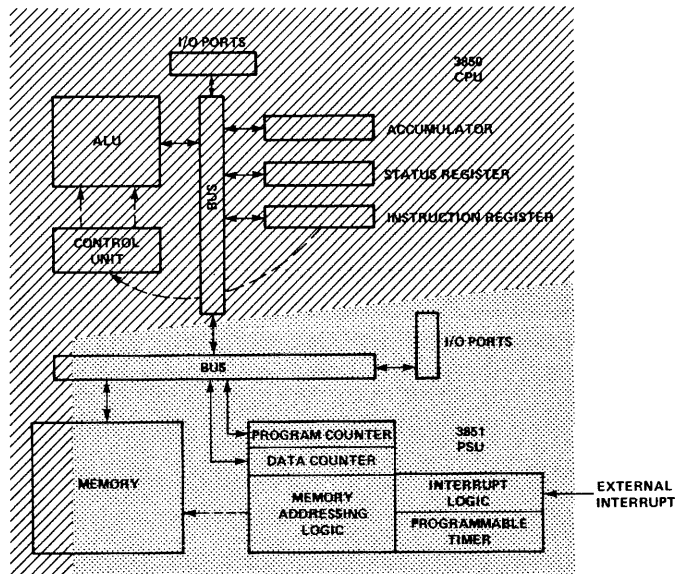 I/O PORTS
3850
CPU
ALU
ACCUMULATOR
BUS
STATUS REGISTER
INSTRUCTION REGISTER
CONTROL
UNIT
I/O PORTS
BUS
3851
PSU
PROGRAM COUNTER
DATA COUNTER
MEMORY
MEMORY
ADDRESSING
LOGIC
INTERRUPT
LOGIC
PROGRAMMABLE
TIMER
EXTERNAL
INTERRUPT